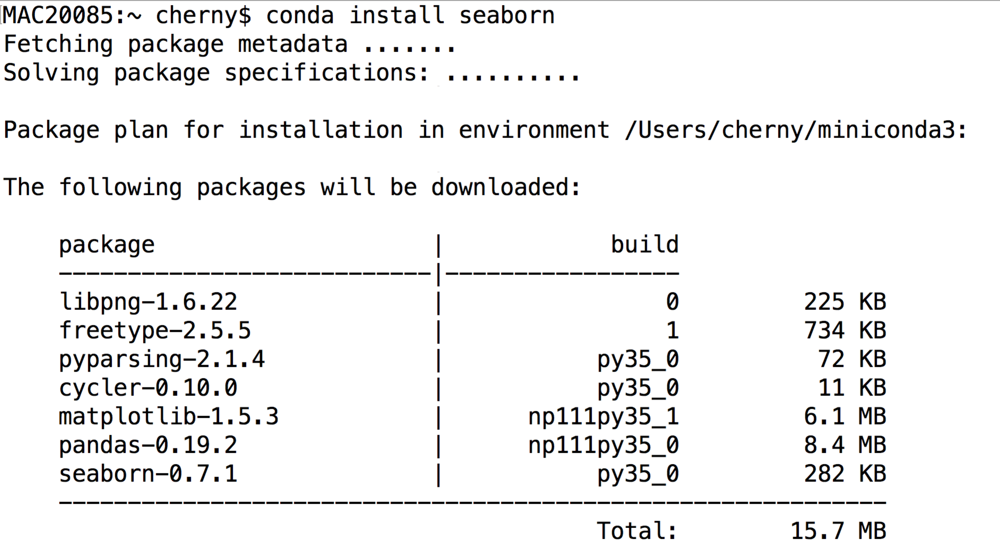 MAC20085:~ cherny$ conda install seaborn
Fetching package metadata .......
Solving package specifications: ..........
Package plan for installation in environment /Users/cherny/miniconda3:
The following packages will be downloaded:
package | build
---------------------------|-----------------
libpng-1.6.22 | 0 225 KB
freetype-2.5.5 | 1 734 KB
pyparsing-2.1.4 | py35_0 72 KB
cycler-0.10.0 | py35_0 11 KB
matplotlib-1.5.3 | np111py35_1 6.1 MB
pandas-0.19.2 | np111py35_0 8.4 MB
seaborn-0.7.1 | py35_0 282 KB
------------------------------------------------------------
Total: 15.7 MB